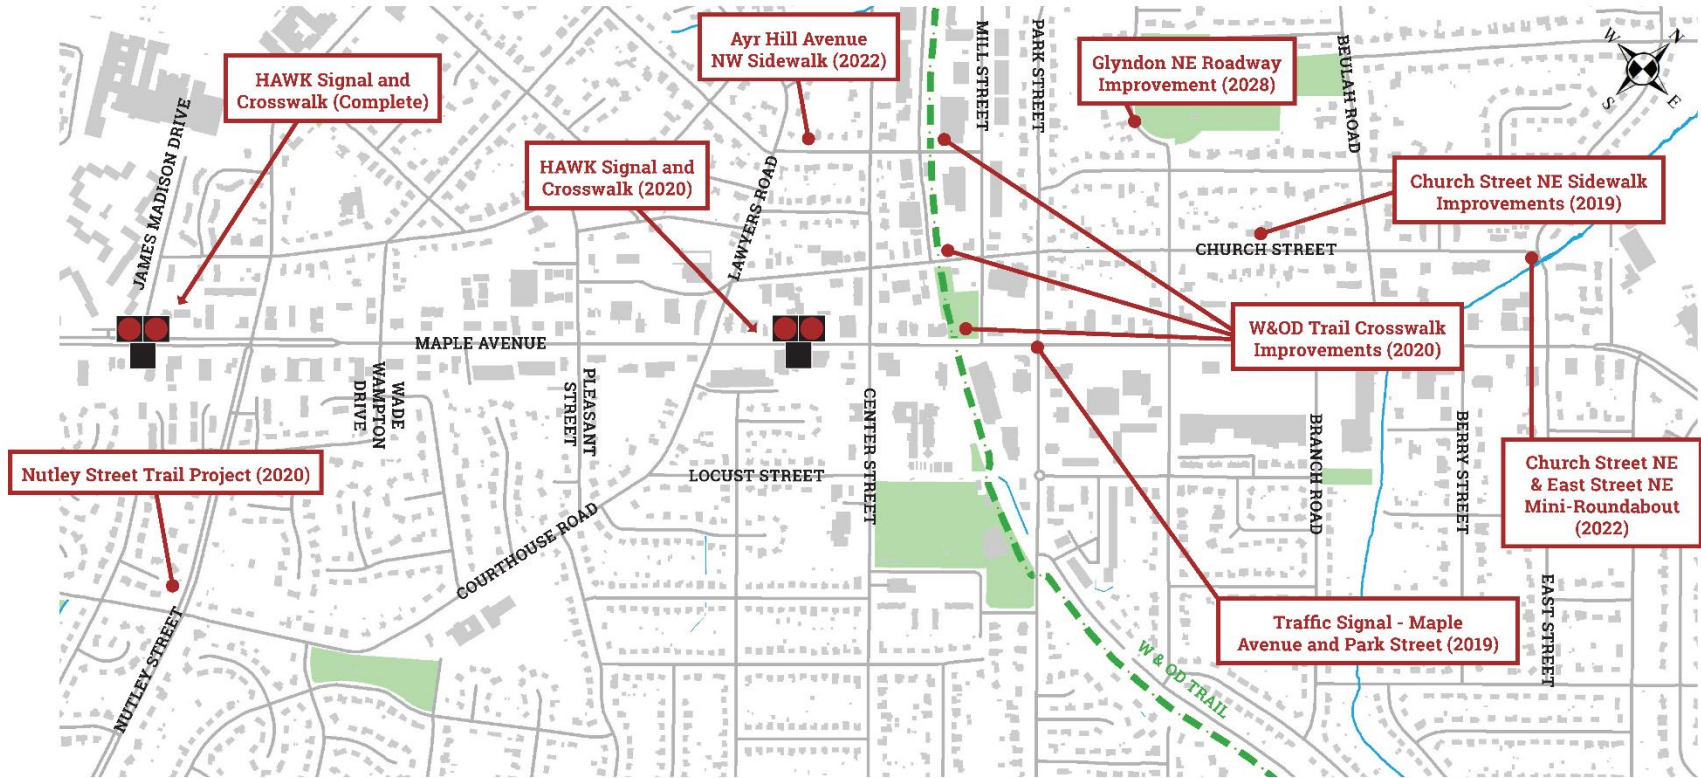 Ayr Hill Avenue
NW Sidewalk (2022)
HAWK Signal and
Crosswalk (Complete)
HAWK Signal and
Crosswalk (2020)
MILL STREET
PARK STREET
Glyndon NE Roadway
Improvement (2028)
BEULAH ROAD
W
N
S
E
JAMES MADISON DRIVE
LAWYERS ROAD
Church Street NE Sidewalk
Improvements (2019)
CHURCH STREET
W&OD Trail Crosswalk
Improvements (2020)
MAPLE AVENUE
WADE
WAMPTON
DRIVE
PLEASANT
STREET
CENTER STREET
LOCUST STREET
BRANCH ROAD
BERRY STREET
Church Street NE
& East Street NE
Mini-Roundabout
(2022)
Nutley Street Trail Project (2020)
COURTHOUSE ROAD
NUTLEY STREET
EAST STREET
Traffic Signal - Maple
Avenue and Park Street (2019)
W & OD TRAIL